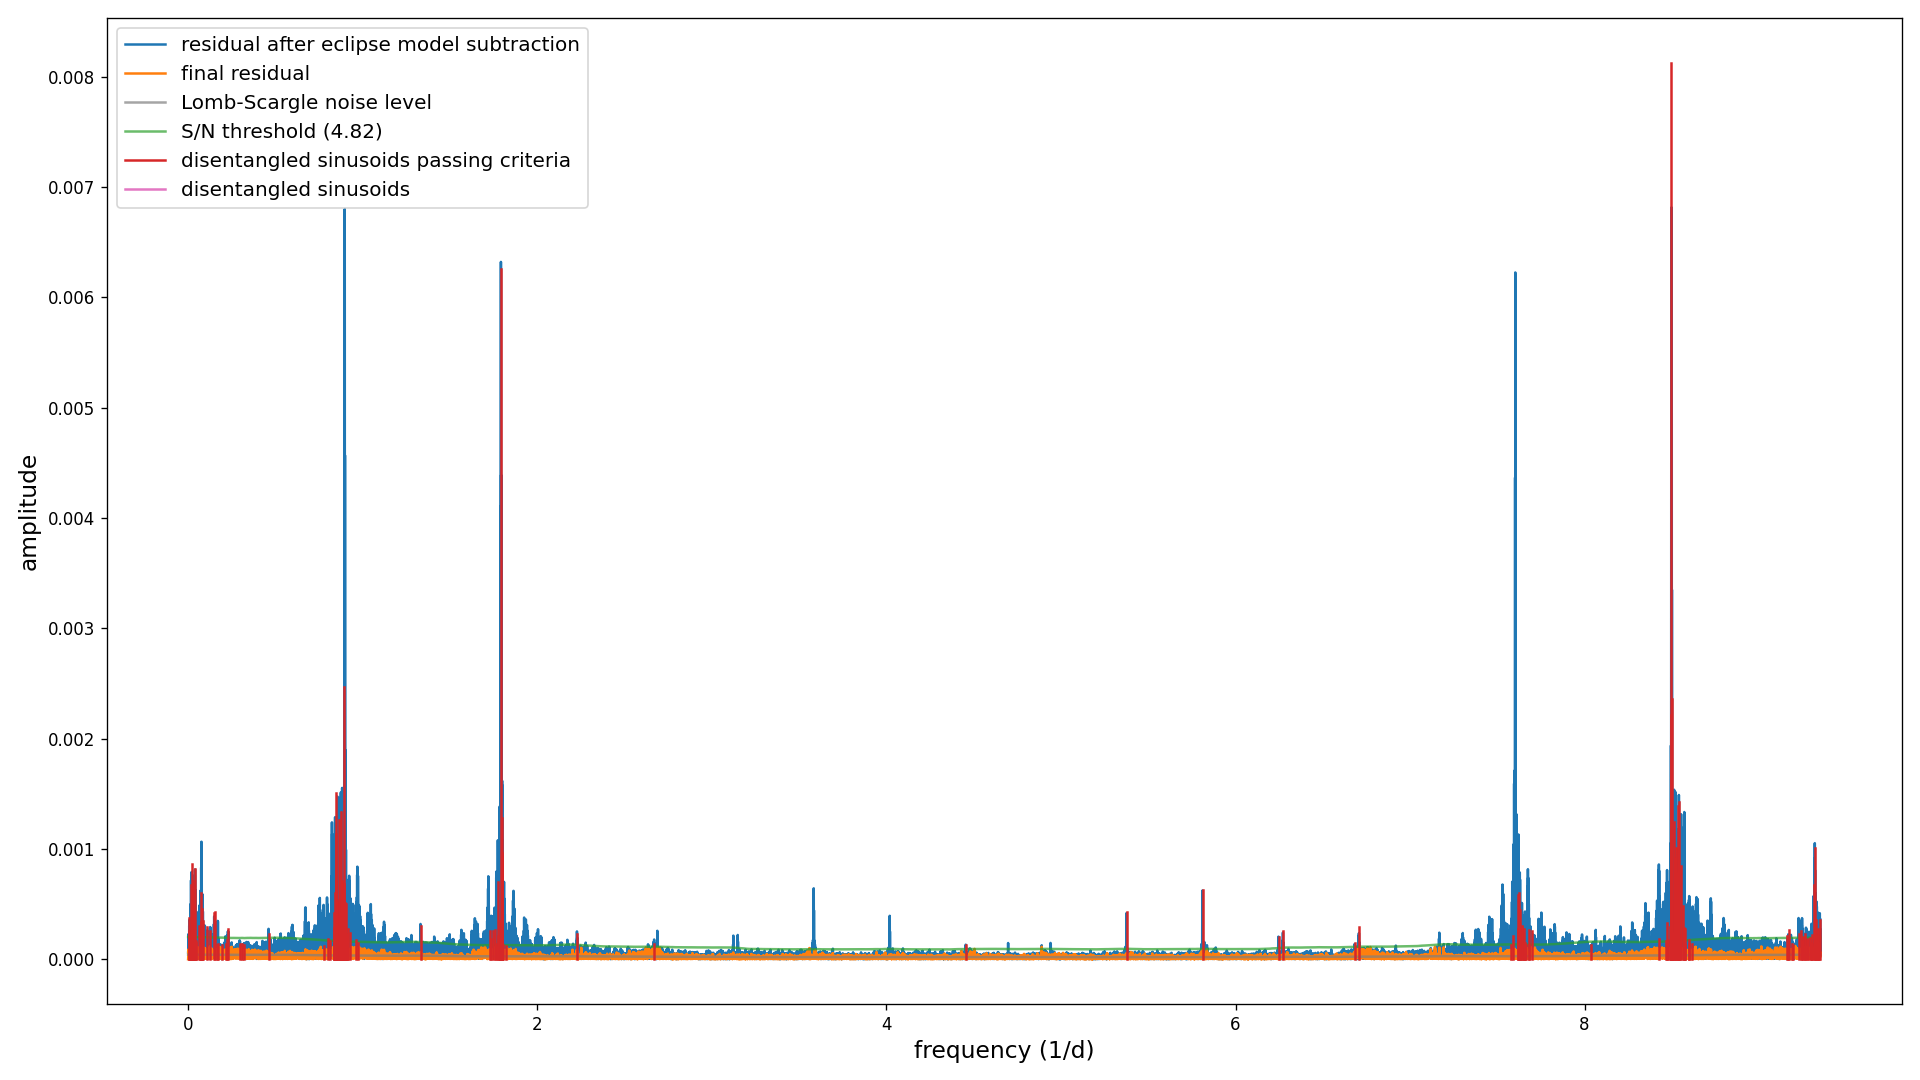 residual after eclipse model subtraction
final residual
Lomb-Scargle noise level
S/N threshold (4.82)
disentangled sinusoids passing criteria
disentangled sinusoids
0.008
0.007
0.006
0.005
0.004
0.003
0.002
0.001
0.000
amplitude
0 2 4 6 8
frequency (1/d)